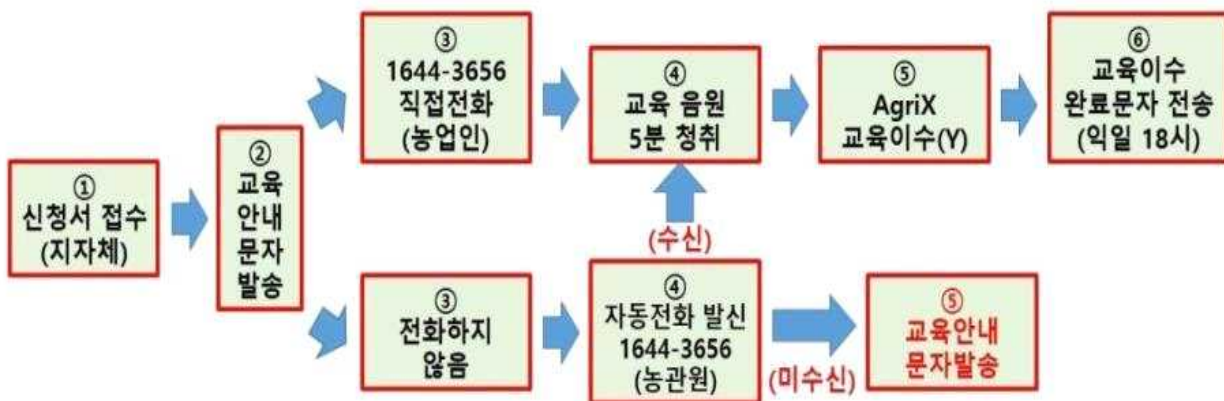 ①
신청서 접수
(지자체)
②
교육
안내
문자
발송
③
1644-3656
직접전화
(농업인)
④
교육 음원
5분 청취
⑤
AgriX
교육이수(Y)
⑥
교육이수
완료문자 전송
(익일 18시)
③
전화하지
않음
(수신)
④
자동전화 발신
1644-3656
(농관원)
(미수신)
⑤
교육안내
문자발송